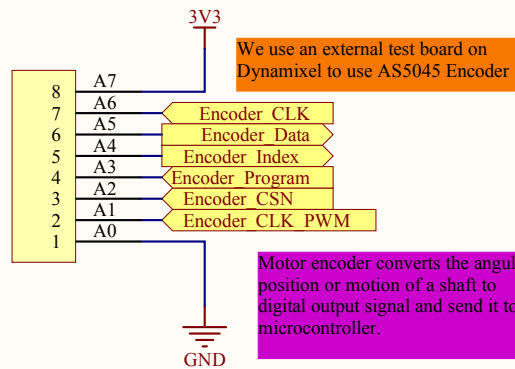 3V3
We use an external test board on
Dynamixel to use AS5045 Encoder
8 A7
7 A6 Encoder_CLK
6 A5 Encoder_Data
5 A4 Encoder_Index
4 A3 Encoder_Program
3 A2 Encoder_CSN
2 A1 Encoder_CLK_PWM
1 A0
Motor encoder converts the angul
position or motion of a shaft to
digital output signal and send it to
microcontroller.
GND